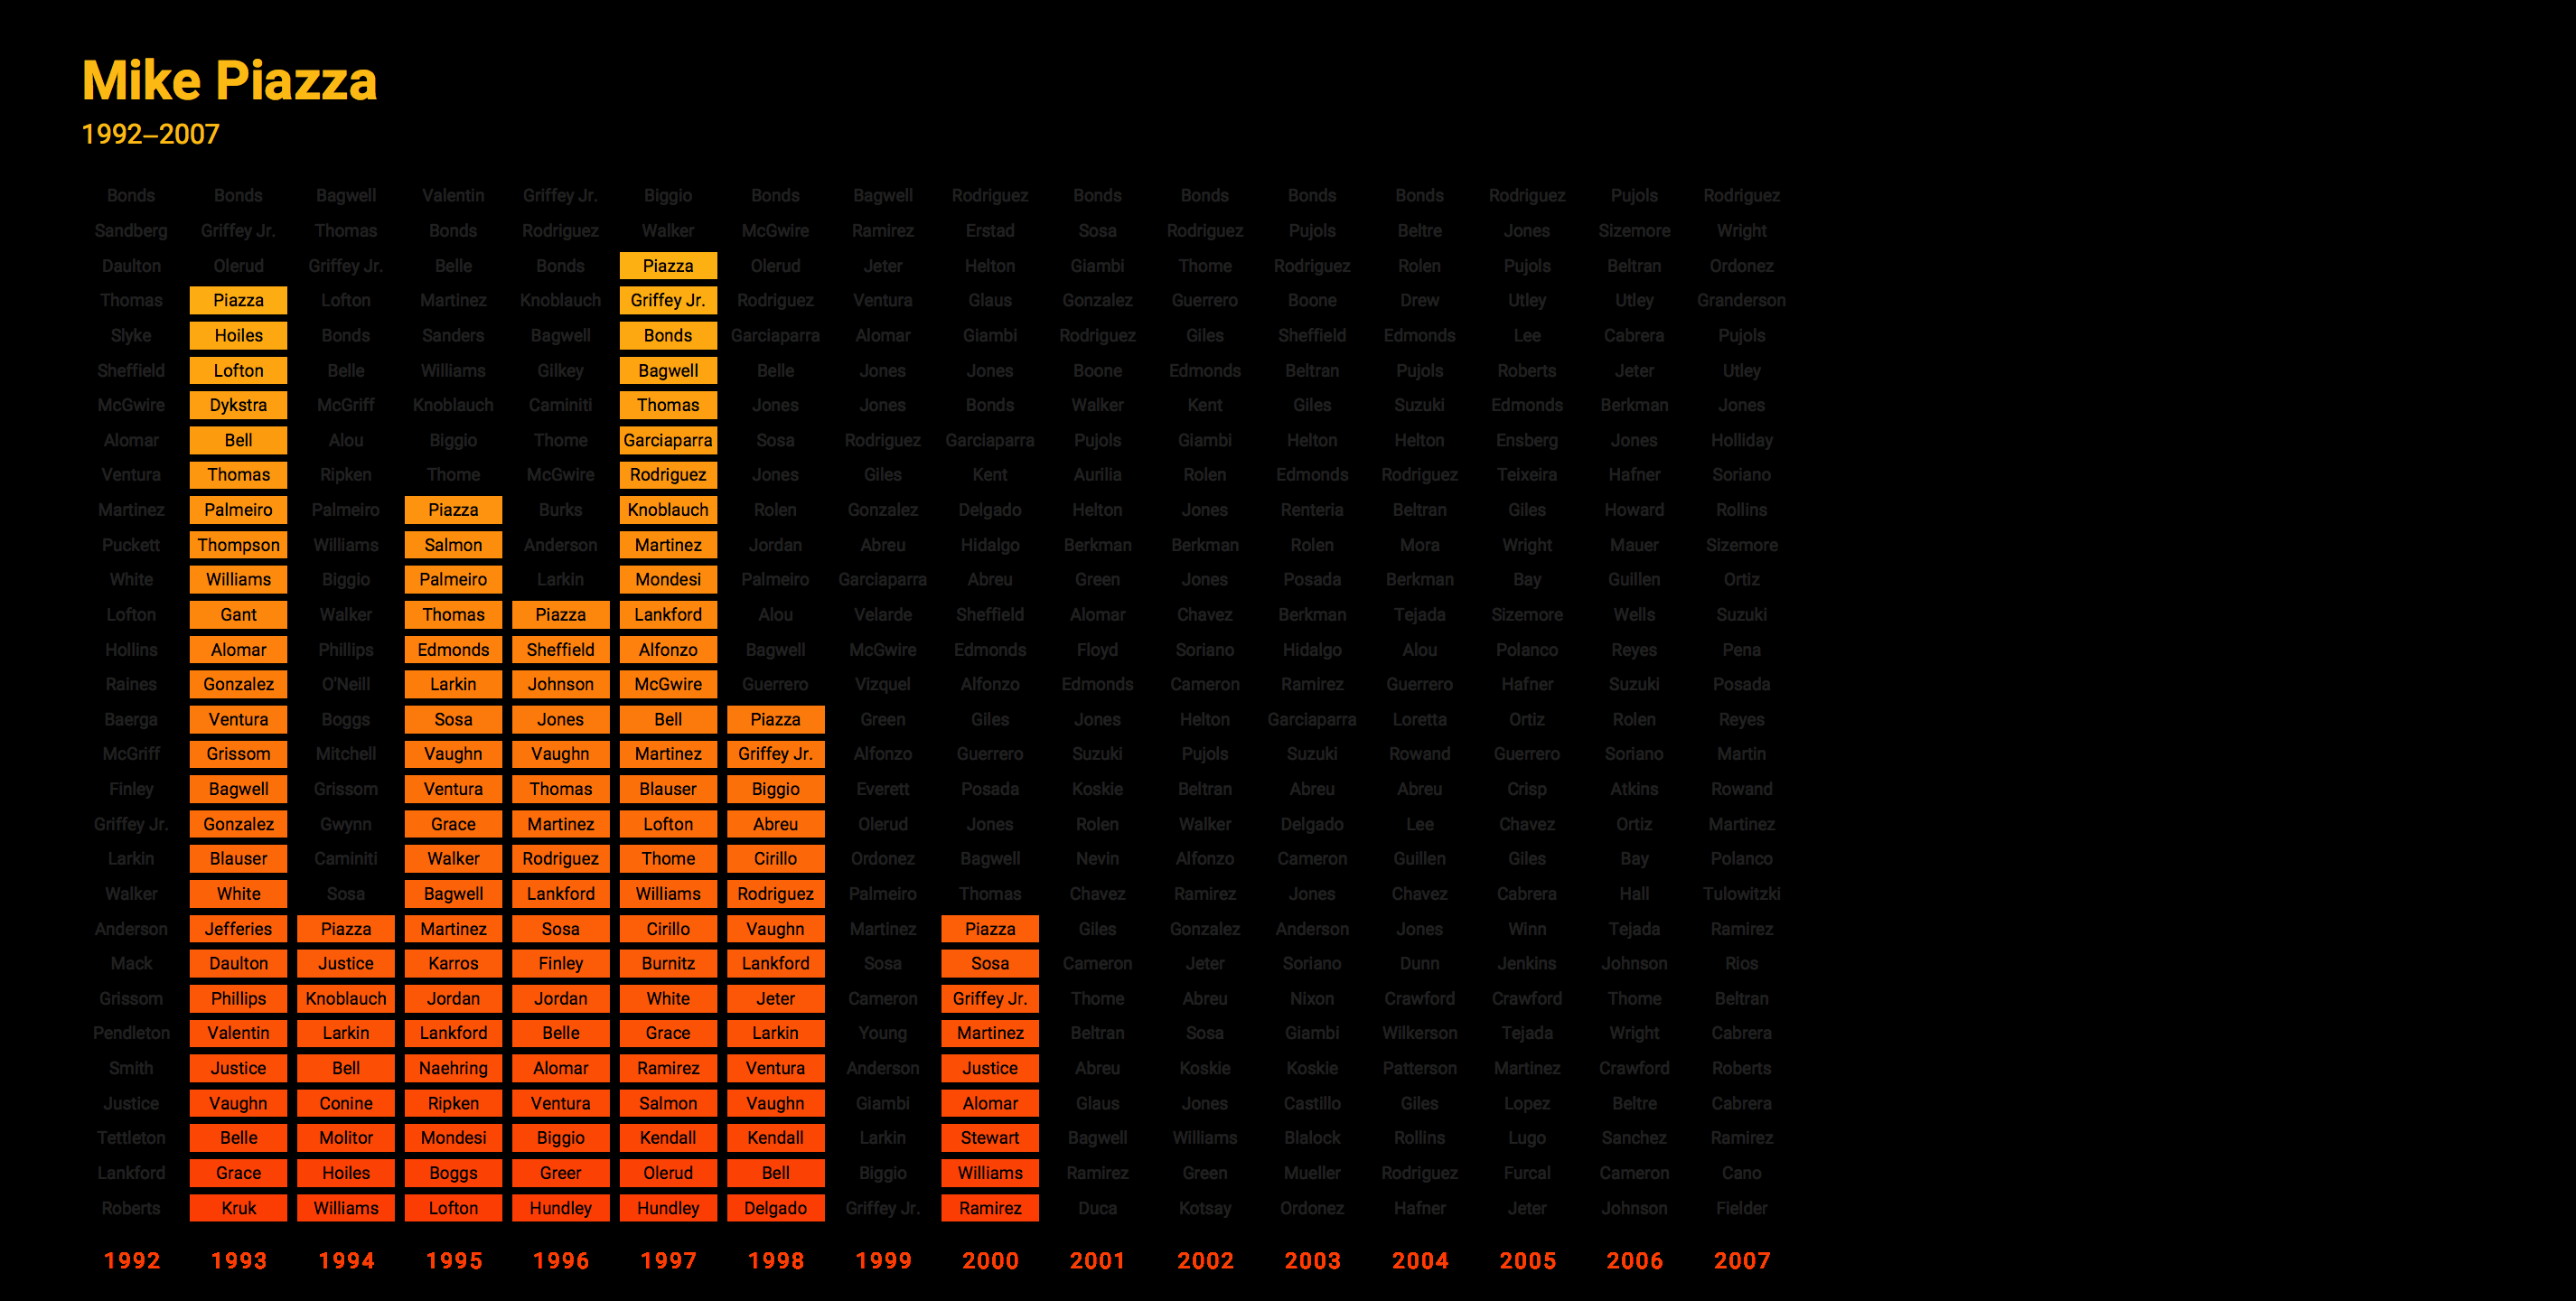 Mike Piazza
1992–2007
Bonds Bonds Bagwell Valentin Griffey Jr. Biggio Bonds Bagwell Rodriguez Bonds Bonds Bonds Bonds Rodriguez Pujols Rodriguez
Sandberg Griffey Jr. Thomas Bonds Rodriguez Walker McGwire Ramirez Erstad Sosa Rodriguez Pujols Beltre Jones Sizemore Wright
Daulton Olerud Griffey Jr. Belle Bonds Piazza Olerud Jeter Helton Giambi Thome Rodriguez Rolen Pujols Beltran Ordonez
Thomas Piazza Lofton Martinez Knoblauch Griffey Jr. Rodriguez Ventura Glaus Gonzalez Guerrero Boone Drew Utley Utley Granderson
Slyke Hoiles Bonds Sanders Bagwell Bonds Garciaparra Alomar Giambi Rodriguez Giles Sheffield Edmonds Lee Cabrera Pujols
Sheffield Lofton Belle Williams Gilkey Bagwell Belle Jones Jones Boone Edmonds Beltran Pujols Roberts Jeter Utley
McGwire Dykstra McGriff Knoblauch Caminiti Thomas Jones Jones Bonds Walker Kent Giles Suzuki Edmonds Berkman Jones
Alomar Bell Alou Biggio Thome Garciaparra Sosa Rodriguez Garciaparra Pujols Giambi Helton Helton Ensberg Jones Holliday
Ventura Thomas Ripken Thome McGwire Rodriguez Jones Giles Kent Aurilia Rolen Edmonds Rodriguez Teixeira Hafner Soriano
Martinez Palmeiro Palmeiro Piazza Burks Knoblauch Rolen Gonzalez Delgado Helton Jones Renteria Beltran Giles Howard Rollins
Puckett Thompson Williams Salmon Anderson Martinez Jordan Abreu Hidalgo Berkman Berkman Rolen Mora Wright Mauer Sizemore
White Williams Biggio Palmeiro Larkin Mondesi Palmeiro Garciaparra Abreu Green Jones Posada Berkman Bay Guillen Ortiz
Lofton Gant Walker Thomas Piazza Lankford Alou Velarde Sheffield Alomar Chavez Berkman Tejada Sizemore Wells Suzuki
Hollins Alomar Phillips Edmonds Sheffield Alfonzo Bagwell McGwire Edmonds Floyd Soriano Hidalgo Alou Polanco Reyes Pena
Raines Gonzalez O'Neill Larkin Johnson McGwire Guerrero Vizquel Alfonzo Edmonds Cameron Ramirez Guerrero Hafner Suzuki Posada
Baerga Ventura Boggs Sosa Jones Bell Piazza Green Giles Jones Helton Garciaparra Loretta Ortiz Rolen Reyes
McGriff Grissom Mitchell Vaughn Vaughn Martinez Griffey Jr. Alfonzo Guerrero Suzuki Pujols Suzuki Rowand Guerrero Soriano Martin
Finley Bagwell Grissom Ventura Thomas Blauser Biggio Everett Posada Koskie Beltran Abreu Abreu Crisp Atkins Rowand
Griffey Jr. Gonzalez Gwynn Grace Martinez Lofton Abreu Olerud Jones Rolen Walker Delgado Lee Chavez Ortiz Martinez
Larkin Blauser Caminiti Walker Rodriguez Thome Cirillo Ordonez Bagwell Nevin Alfonzo Cameron Guillen Giles Bay Polanco
Walker White Sosa Bagwell Lankford Williams Rodriguez Palmeiro Thomas Chavez Ramirez Jones Chavez Cabrera Hall Tulowitzki
Anderson Jefferies Piazza Martinez Sosa Cirillo Vaughn Martinez Piazza Giles Gonzalez Anderson Jones Winn Tejada Ramirez
Mack Daulton Justice Karros Finley Burnitz Lankford Sosa Sosa Cameron Jeter Soriano Dunn Jenkins Johnson Rios
Grissom Phillips Knoblauch Jordan Jordan White Jeter Cameron Griffey Jr. Thome Abreu Nixon Crawford Crawford Thome Beltran
Pendleton Valentin Larkin Lankford Belle Grace Larkin Young Martinez Beltran Sosa Giambi Wilkerson Tejada Wright Cabrera
Smith Justice Bell Naehring Alomar Ramirez Ventura Anderson Justice Abreu Koskie Koskie Patterson Martinez Crawford Roberts
Justice Vaughn Conine Ripken Ventura Salmon Vaughn Giambi Alomar Glaus Jones Castillo Giles Lopez Beltre Cabrera
Tettleton Belle Molitor Mondesi Biggio Kendall Kendall Larkin Stewart Bagwell Williams Blalock Rollins Lugo Sanchez Ramirez
Lankford Grace Hoiles Boggs Greer Olerud Bell Biggio Williams Ramirez Green Mueller Rodriguez Furcal Cameron Cano
Roberts Kruk Williams Lofton Hundley Hundley Delgado Griffey Jr. Ramirez Duca Kotsay Ordonez Hafner Jeter Johnson Fielder
1992 1993 1994 1995 1996 1997 1998 1999 2000 2001 2002 2003 2004 2005 2006 2007